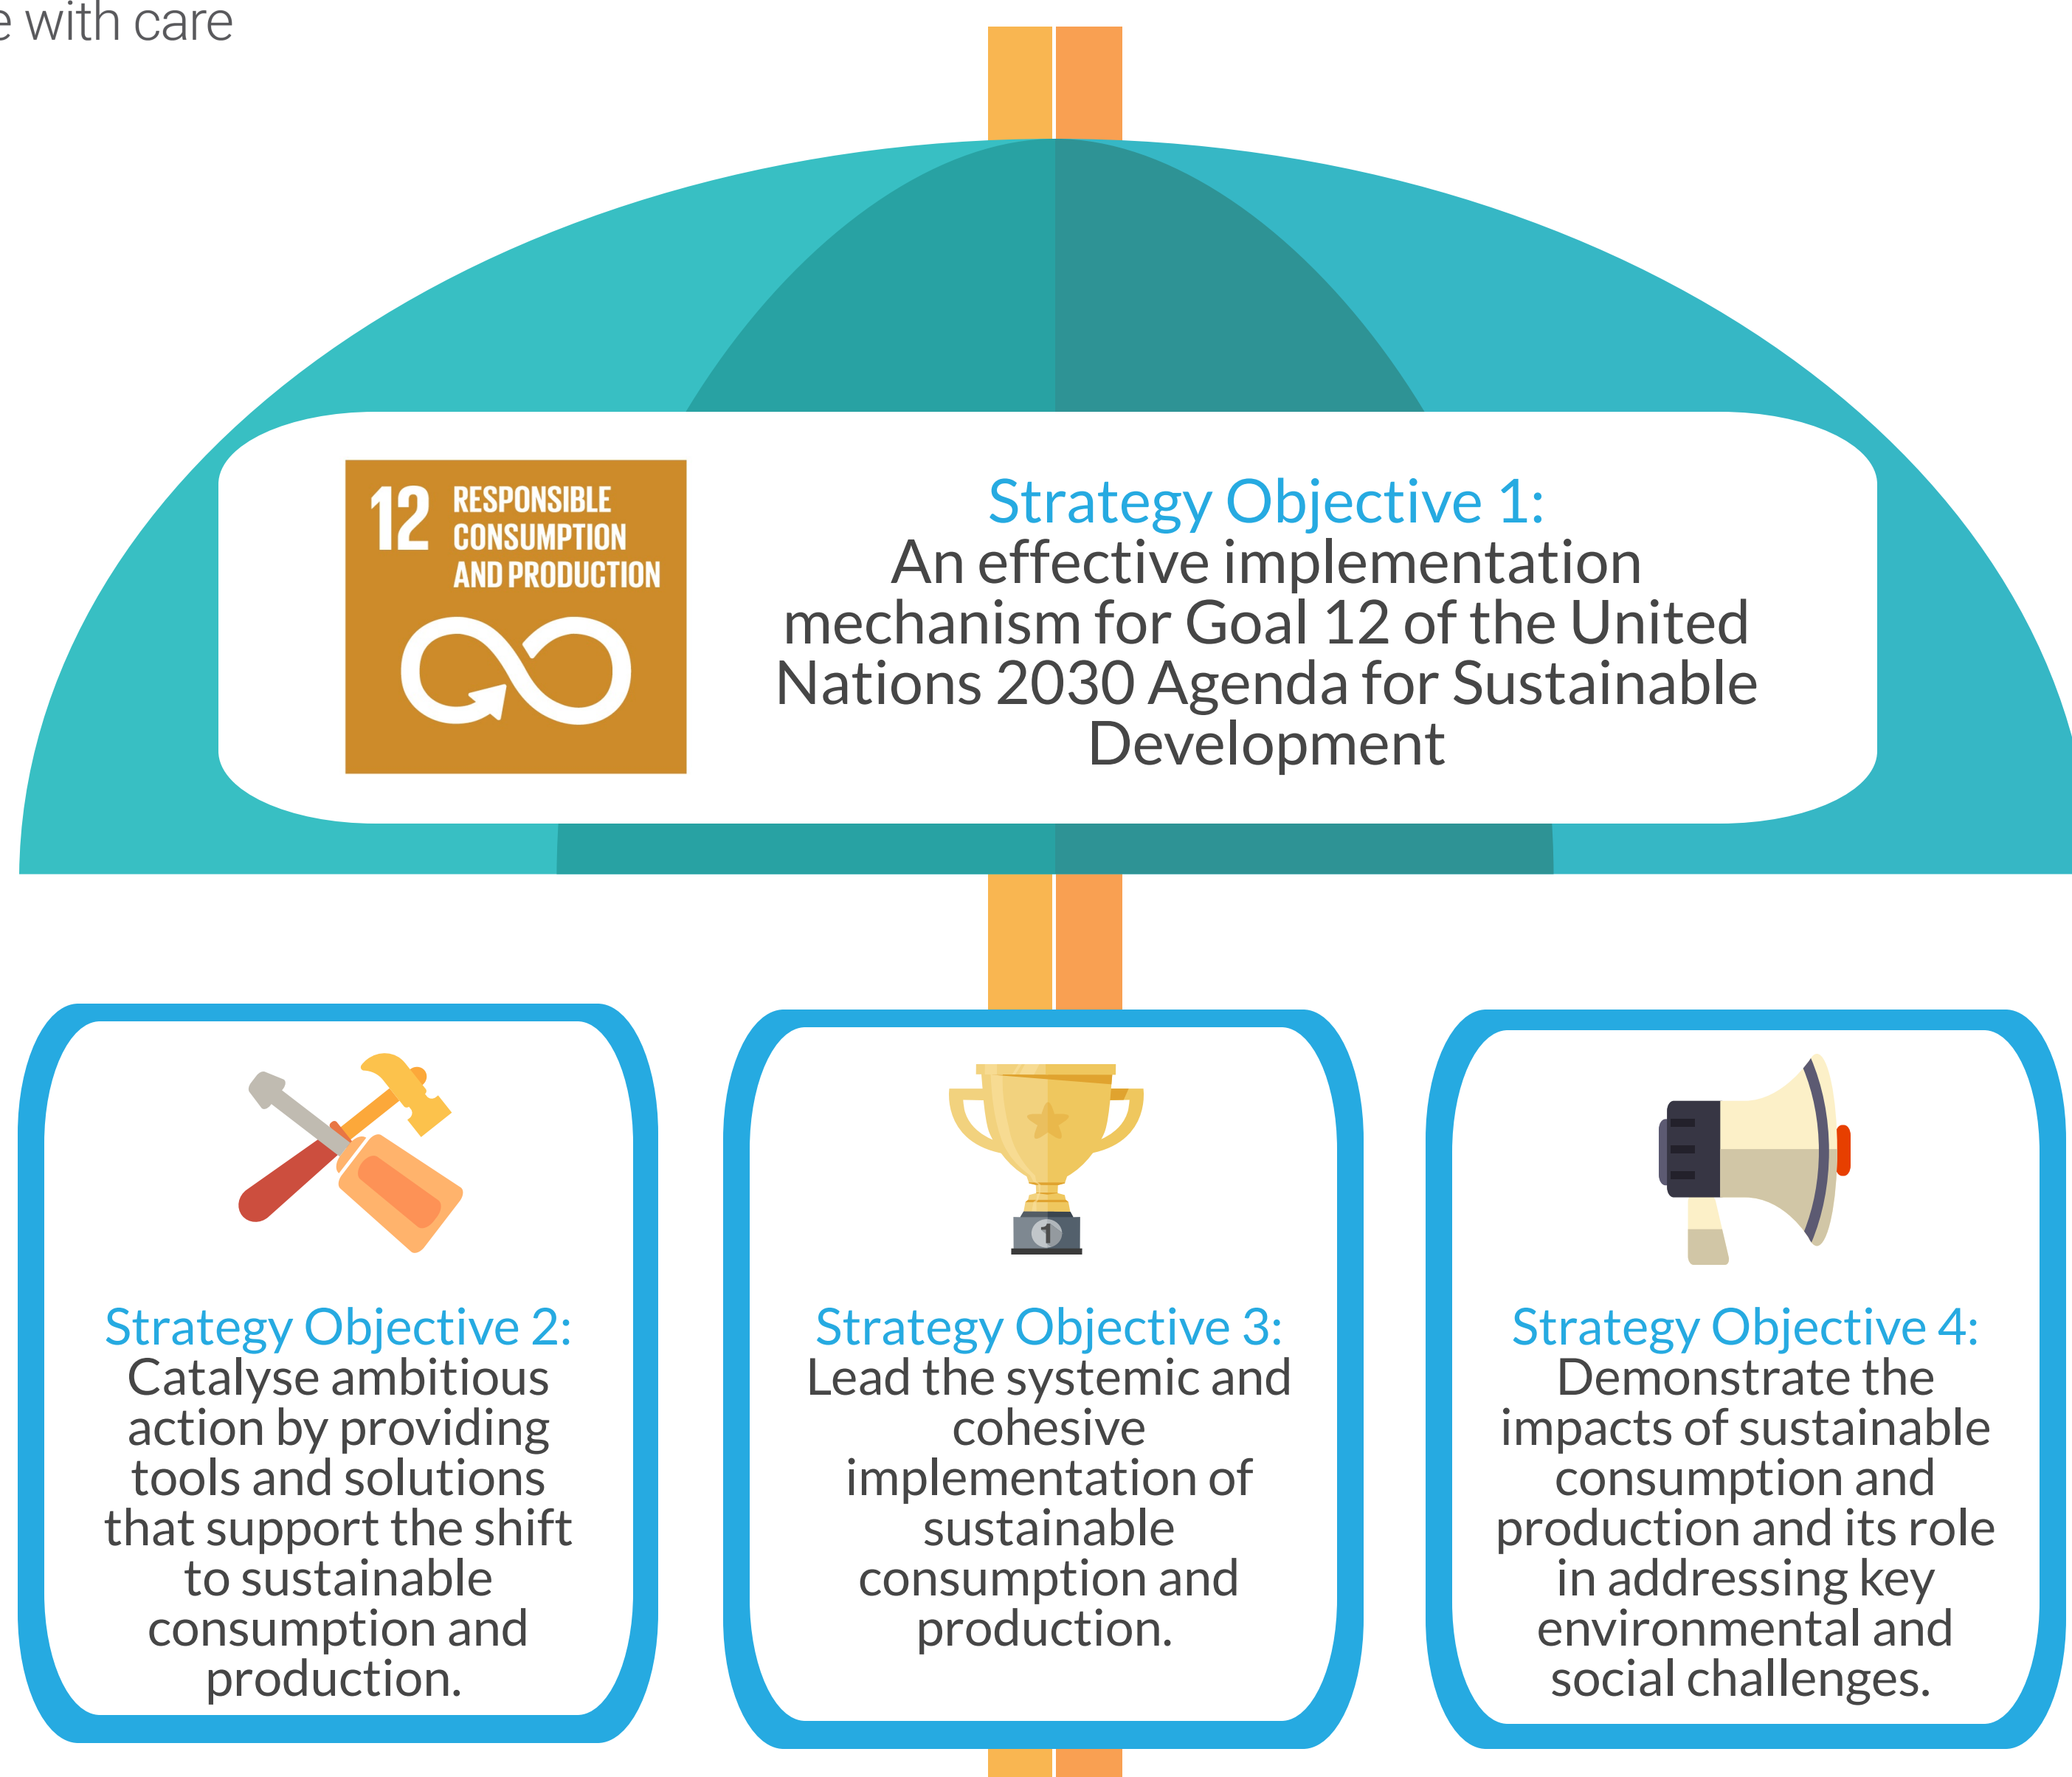 with care
12 RESPONSIBLE
CONSUMPTION
AND PRODUCTION
Strategy Objective 1:
An effective implementation
mechanism for Goal 12 of the United
Nations 2030 Agenda for Sustainable
Development
1
Strategy Objective 2:
Catalyse ambitious
action by providing
tools and solutions
that support the shift
to sustainable
consumption and
production.
Strategy Objective 3:
Lead the systemic and
cohesive
implementation of
sustainable
consumption and
production.
Strategy Objective 4:
Demonstrate the
impacts of sustainable
consumption and
production and its role
in addressing key
environmental and
social challenges.